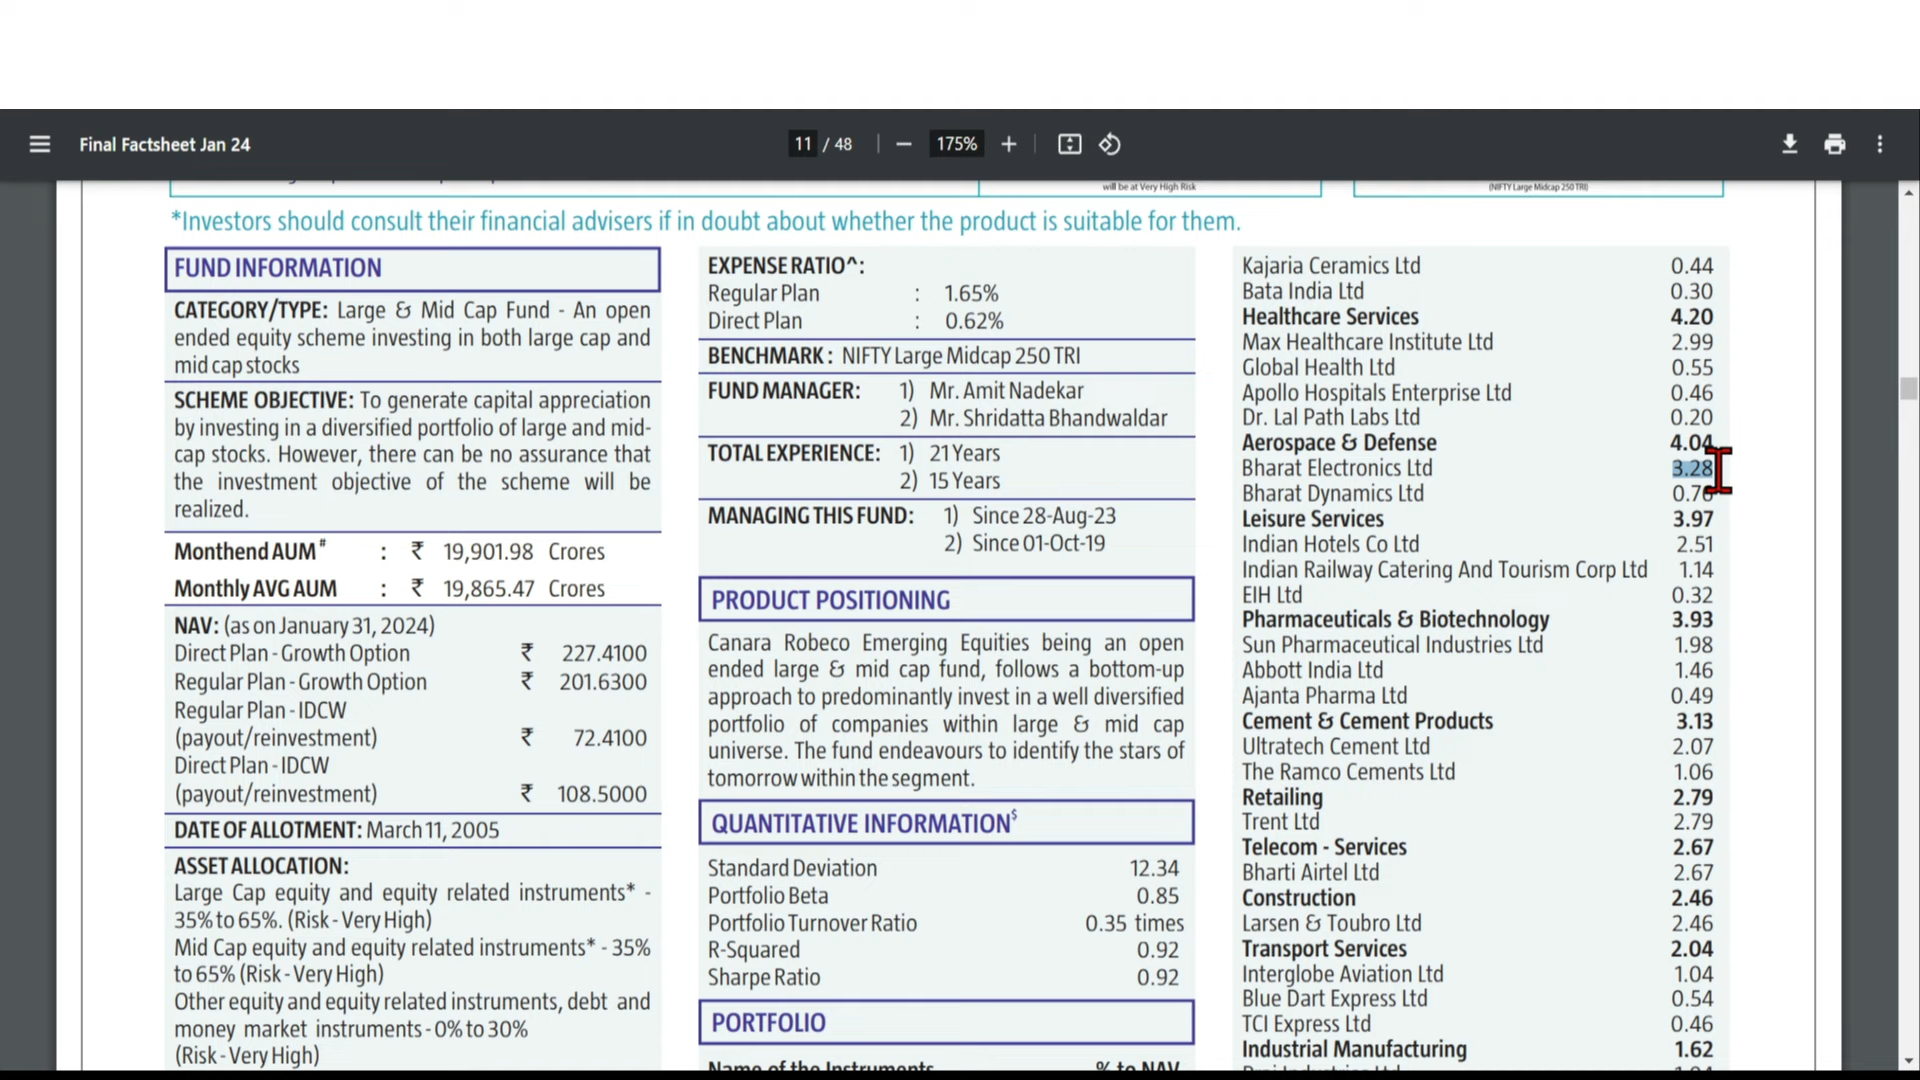 Final Factsheet Jan 24
11 / 48
175%
will be at Very High Risk
(NIFTY Large Midcap 250 TRI)
*Investors should consult their financial advisers if in doubt about whether the product is suitable for them.
FUND INFORMATION
CATEGORY/TYPE: Large & Mid Cap Fund - An open
ended equity scheme investing in both large cap and
mid cap stocks
SCHEME OBJECTIVE: To generate capital appreciation
by investing in a diversified portfolio of large and mid-
cap stocks. However, there can be no assurance that
the investment objective of the scheme will be
realized.
Monthend AUM# : ₹ 19,901.98 Crores
Monthly AVG AUM : ₹ 19,865.47 Crores
NAV: (as on January 31, 2024)
Direct Plan - Growth Option ₹ 227.4100
Regular Plan - Growth Option ₹ 201.6300
Regular Plan - IDCW
(payout/reinvestment) ₹ 72.4100
Direct Plan - IDCW
(payout/reinvestment) ₹ 108.5000
DATE OF ALLOTMENT: March 11, 2005
ASSET ALLOCATION:
Large Cap equity and equity related instruments* -
35% to 65%. (Risk - Very High)
Mid Cap equity and equity related instruments* - 35%
to 65% (Risk - Very High)
Other equity and equity related instruments, debt and
money market instruments - 0% to 30%
(Risk - Very High)
EXPENSE RATIO^:
Regular Plan : 1.65%
Direct Plan : 0.62%
BENCHMARK : NIFTY Large Midcap 250 TRI
FUND MANAGER: 1) Mr. Amit Nadekar
2) Mr. Shridatta Bhandwaldar
TOTAL EXPERIENCE: 1) 21 Years
2) 15 Years
MANAGING THIS FUND: 1) Since 28-Aug-23
2) Since 01-Oct-19
PRODUCT POSITIONING
Canara Robeco Emerging Equities being an open
ended large & mid cap fund, follows a bottom-up
approach to predominantly invest in a well diversified
portfolio of companies within large & mid cap
universe. The fund endeavours to identify the stars of
tomorrow within the segment.
QUANTITATIVE INFORMATION$
Standard Deviation 12.34
Portfolio Beta 0.85
Portfolio Turnover Ratio 0.35 times
R-Squared 0.92
Sharpe Ratio 0.92
PORTFOLIO
Name of the Instruments % to NAV
Kajaria Ceramics Ltd 0.44
Bata India Ltd 0.30
Healthcare Services 4.20
Max Healthcare Institute Ltd 2.99
Global Health Ltd 0.55
Apollo Hospitals Enterprise Ltd 0.46
Dr. Lal Path Labs Ltd 0.20
Aerospace & Defense 4.04
Bharat Electronics Ltd 3.28
Bharat Dynamics Ltd 0.76
Leisure Services 3.97
Indian Hotels Co Ltd 2.51
Indian Railway Catering And Tourism Corp Ltd 1.14
EIH Ltd 0.32
Pharmaceuticals & Biotechnology 3.93
Sun Pharmaceutical Industries Ltd 1.98
Abbott India Ltd 1.46
Ajanta Pharma Ltd 0.49
Cement & Cement Products 3.13
Ultratech Cement Ltd 2.07
The Ramco Cements Ltd 1.06
Retailing 2.79
Trent Ltd 2.79
Telecom - Services 2.67
Bharti Airtel Ltd 2.67
Construction 2.46
Larsen & Toubro Ltd 2.46
Transport Services 2.04
Interglobe Aviation Ltd 1.04
Blue Dart Express Ltd 0.54
TCI Express Ltd 0.46
Industrial Manufacturing 1.62